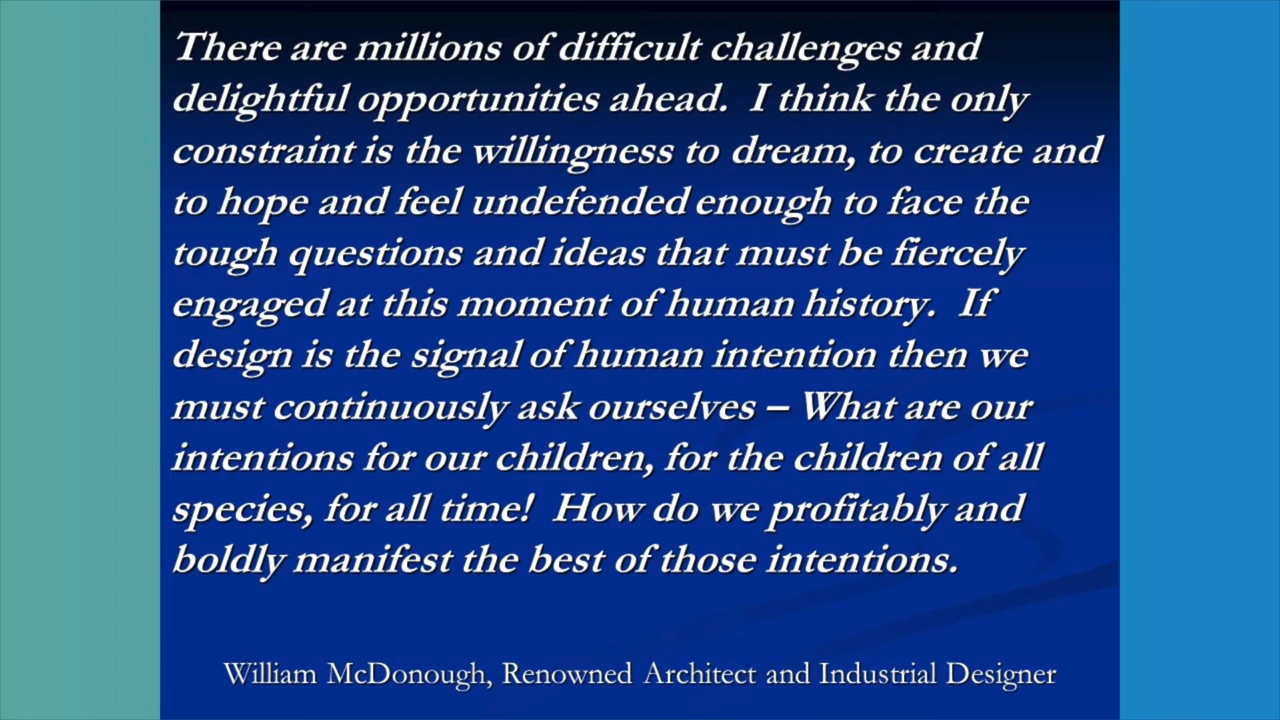 There are millions of difficult challenges and
delightful opportunities ahead.  I think the only
constraint is the willingness to dream, to create and
to hope and feel undefended enough to face the
tough questions and ideas that must be fiercely
engaged at this moment of human history.  If
design is the signal of human intention then we
must continuously ask ourselves – What are our
intentions for our children, for the children of all
species, for all time!  How do we profitably and
boldly manifest the best of those intentions.
William McDonough, Renowned Architect and Industrial Designer